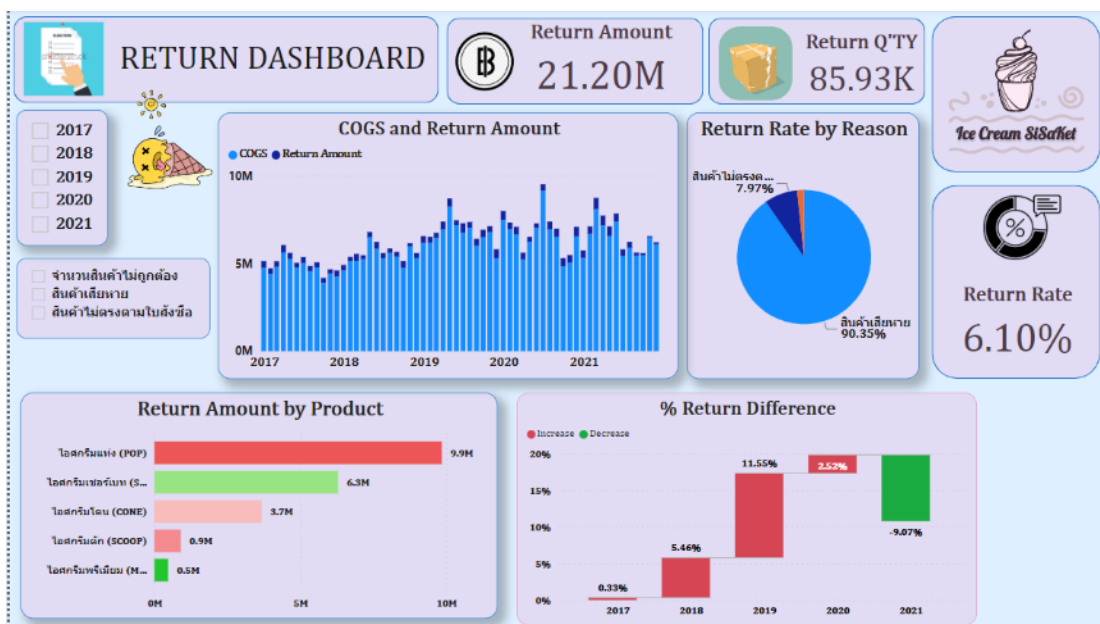 RETURN DASHBOARD
Return Amount
21.20M
Return Q'TY
85.93K
Ice Cream SiSaKet
2017
2018
2019
2020
2021
จำนวนสินค้าไม่ถูกต้อง
สินค้าเสียหาย
สินค้าไม่ตรงตามใบสั่งซื้อ
COGS and Return Amount
COGS Return Amount
10M
5M
0M
2017 2018 2019 2020 2021
Return Rate by Reason
สินค้าไม่ตรงต...
7.97%
สินค้าเสียหาย
90.35%
%
Return Rate
6.10%
Return Amount by Product
ไอศกรีมแท่ง (POP) 9.9M
ไอศกรีมเชอร์เบท (S... 6.3M
ไอศกรีมโคน (CONE) 3.7M
ไอศกรีมตัก (SCOOP) 0.9M
ไอศกรีมพรีเมียม (M... 0.5M
0M 5M 10M
% Return Difference
Increase Decrease
20%
15%
10%
5%
0%
0.33%
5.46%
11.55%
2.52%
-9.07%
2017 2018 2019 2020 2021